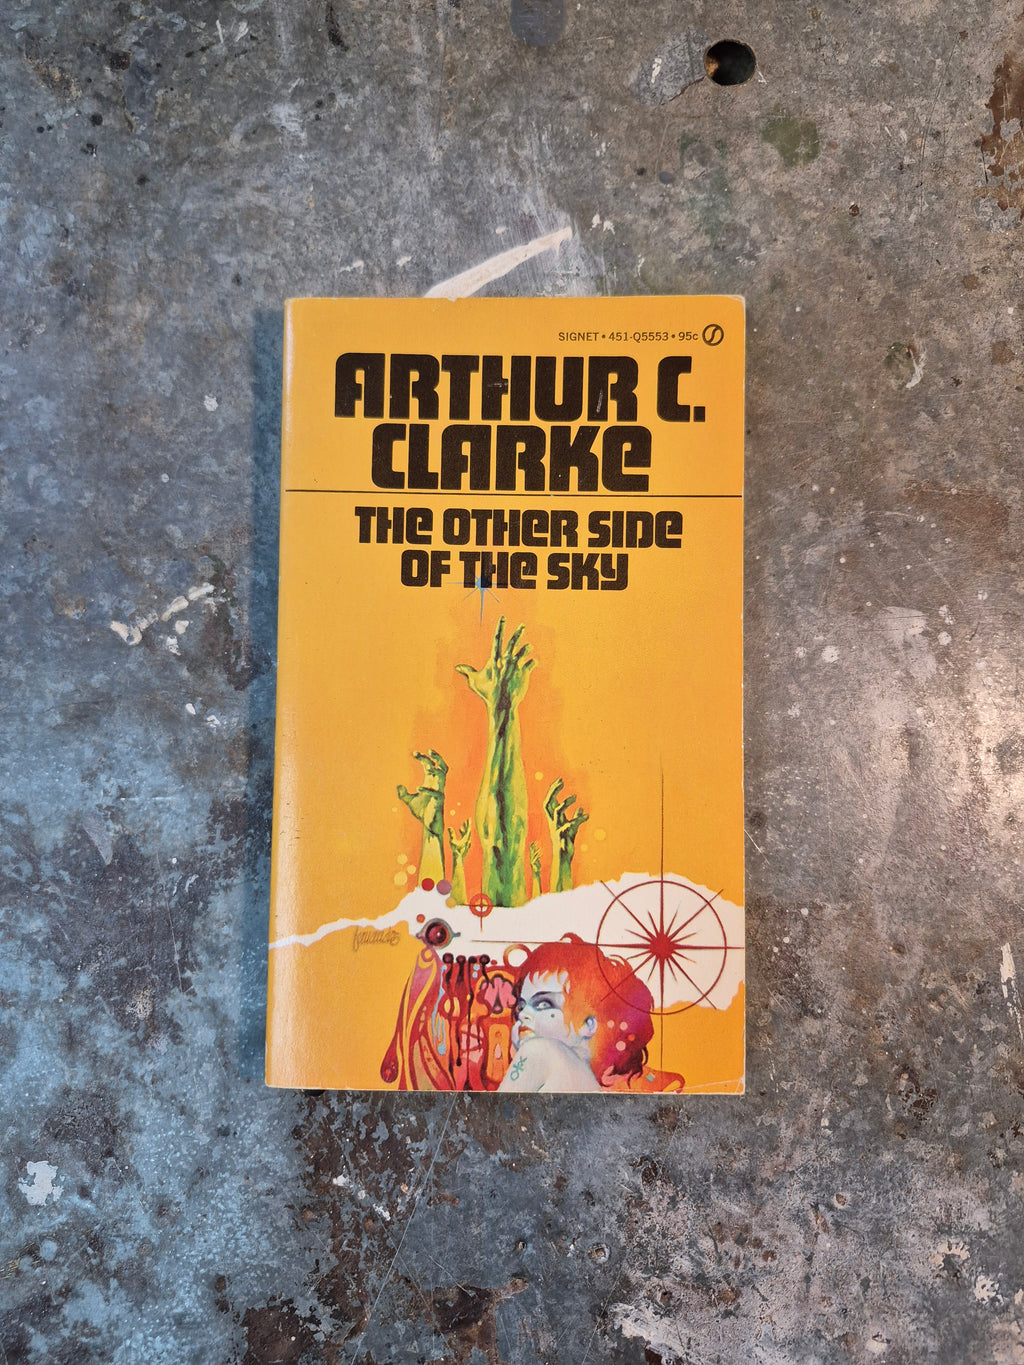 SIGNET • 451-Q5553 • 95c
ARTHUR C.
CLARKE
THE OTHER SIDE
OF THE SKY